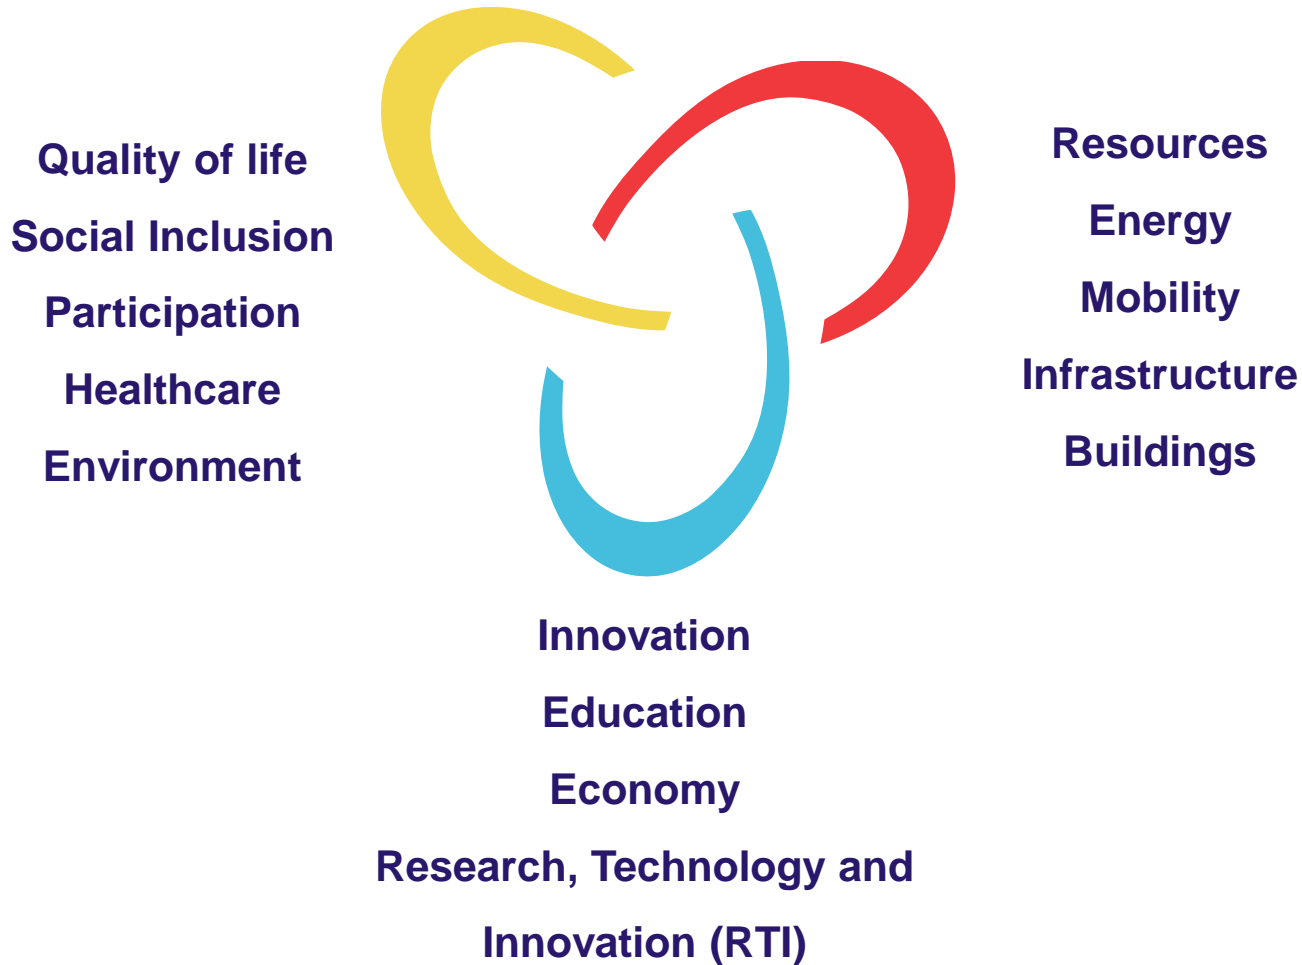 Quality of life
Social Inclusion
Participation
Healthcare
Environment
Resources
Energy
Mobility
Infrastructure
Buildings
Innovation
Education
Economy
Research, Technology and
Innovation (RTI)